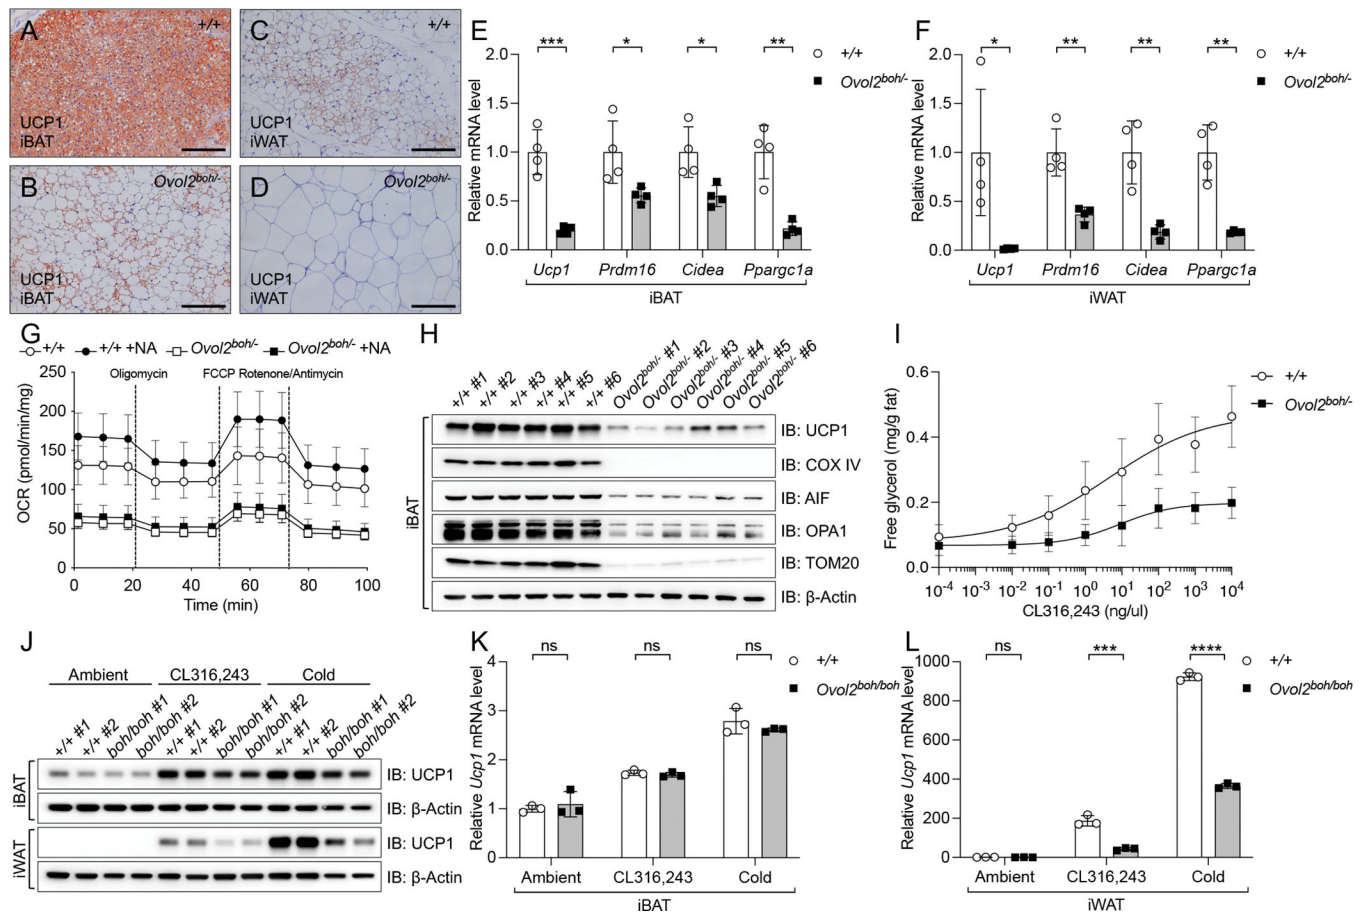 A
+/+
UCP1
iBAT
C
+/+
UCP1
iWAT
B
Ovol2boh/-
UCP1
iBAT
D
Ovol2boh/-
UCP1
iWAT
E
*** * * **
+/+
Ovol2boh/-
Relative mRNA level
2.0
1.5
1.0
0.5
0.0
Ucp1 Prdm16 Cidea Ppargc1a
iBAT
F
* ** ** **
+/+
Ovol2boh/-
Relative mRNA level
2.0
1.5
1.0
0.5
0.0
Ucp1 Prdm16 Cidea Ppargc1a
iWAT
G
+/+ +/+ +NA Ovol2boh/- Ovol2boh/- +NA
Oligomycin FCCP Rotenone/Antimycin
OCR (pmol/min/mg)
250
200
150
100
50
0
0 20 40 60 80 100
Time (min)
H
+/+ #1 +/+ #2 +/+ #3 +/+ #4 +/+ #5 +/+ #6 Ovol2boh/- #1 Ovol2boh/- #2 Ovol2boh/- #3 Ovol2boh/- #4 Ovol2boh/- #5 Ovol2boh/- #6
iBAT
IB: UCP1
IB: COX IV
IB: AIF
IB: OPA1
IB: TOM20
IB: β-Actin
I
+/+
Ovol2boh/-
Free glycerol (mg/g fat)
0.6
0.4
0.2
0.0
10-4 10-3 10-2 10-1 100 101 102 103 104
CL316,243 (ng/ul)
J
Ambient CL316,243 Cold
+/+ #1 +/+ #2 boh/boh #1 boh/boh #2 +/+ #1 +/+ #2 boh/boh #1 boh/boh #2 +/+ #1 +/+ #2 boh/boh #1 boh/boh #2
iBAT
IB: UCP1
IB: β-Actin
iWAT
IB: UCP1
IB: β-Actin
K
ns ns ns
+/+
Ovol2boh/boh
Relative Ucp1 mRNA level
4
3
2
1
0
Ambient CL316,243 Cold
iBAT
L
ns *** ****
+/+
Ovol2boh/boh
Relative Ucp1 mRNA level
1000
800
600
400
200
0
Ambient CL316,243 Cold
iWAT